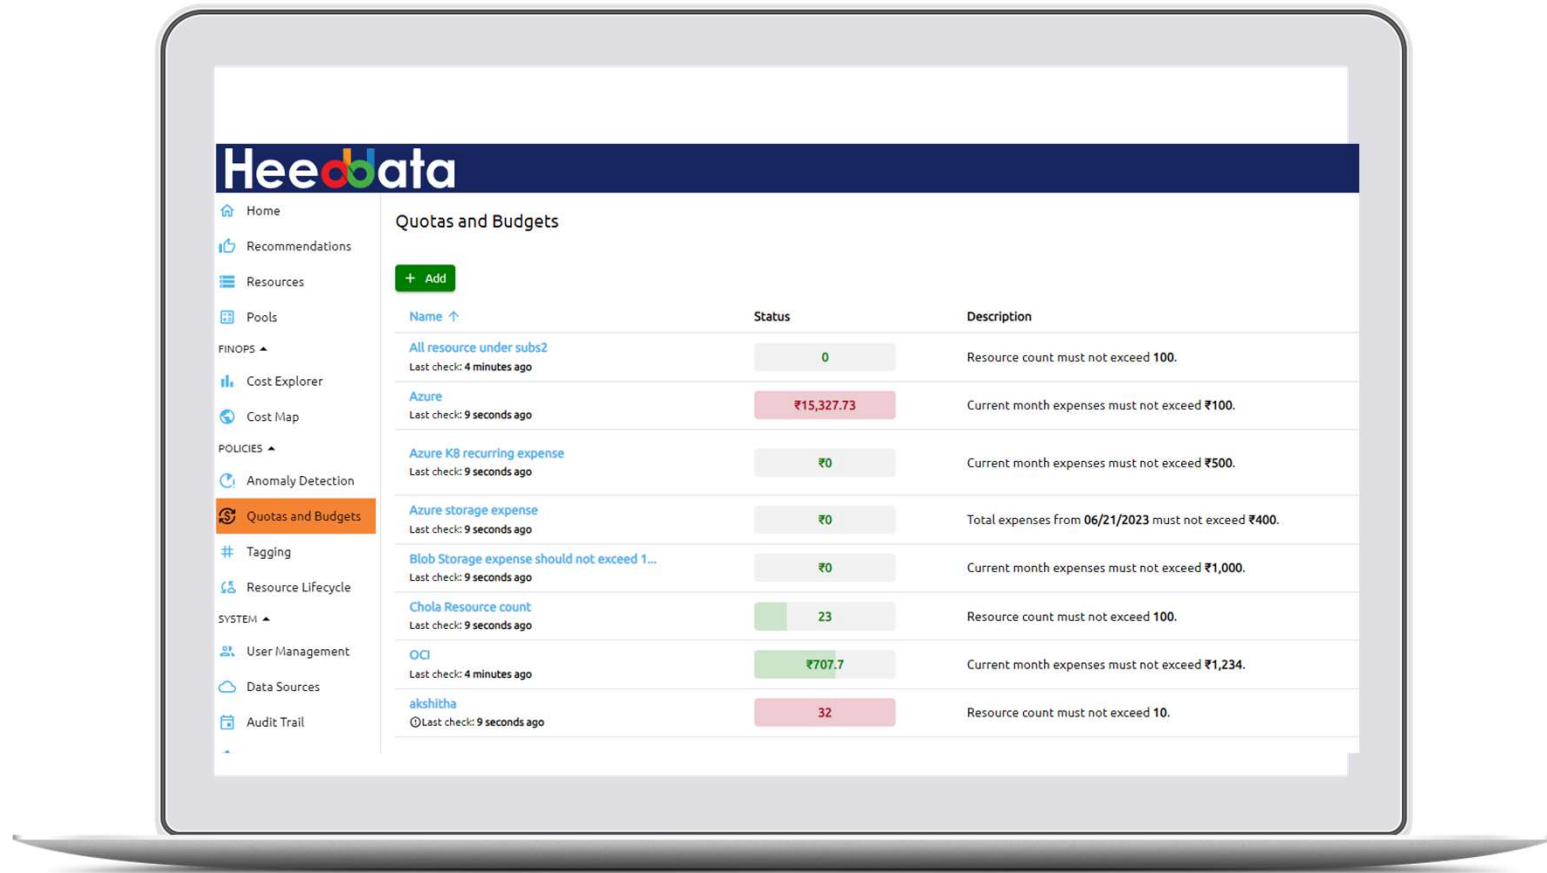 Heeddata
Home
Recommendations
Resources
Pools
FINOPS
Cost Explorer
Cost Map
POLICIES
Anomaly Detection
Quotas and Budgets
Tagging
Resource Lifecycle
SYSTEM
User Management
Data Sources
Audit Trail
Quotas and Budgets
+ Add
Name ↑ Status Description
All resource under subs2
Last check: 4 minutes ago
0
Resource count must not exceed 100.
Azure
Last check: 9 seconds ago
₹15,327.73
Current month expenses must not exceed ₹100.
Azure K8 recurring expense
Last check: 9 seconds ago
₹0
Current month expenses must not exceed ₹500.
Azure storage expense
Last check: 9 seconds ago
₹0
Total expenses from 06/21/2023 must not exceed ₹400.
Blob Storage expense should not exceed 1...
Last check: 9 seconds ago
₹0
Current month expenses must not exceed ₹1,000.
Chola Resource count
Last check: 9 seconds ago
23
Resource count must not exceed 100.
OCI
Last check: 4 minutes ago
₹707.7
Current month expenses must not exceed ₹1,234.
akshitha
Last check: 9 seconds ago
32
Resource count must not exceed 10.